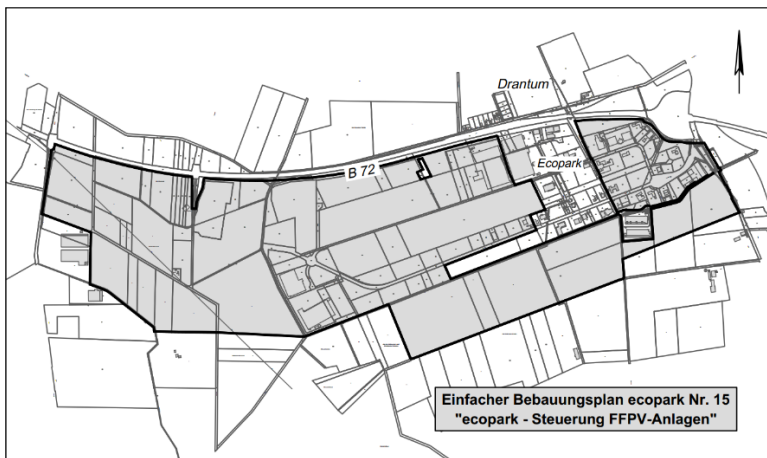 Drantum
Ecopark
B 72
Einfacher Bebauungsplan ecopark Nr. 15
"ecopark - Steuerung FFPV-Anlagen"